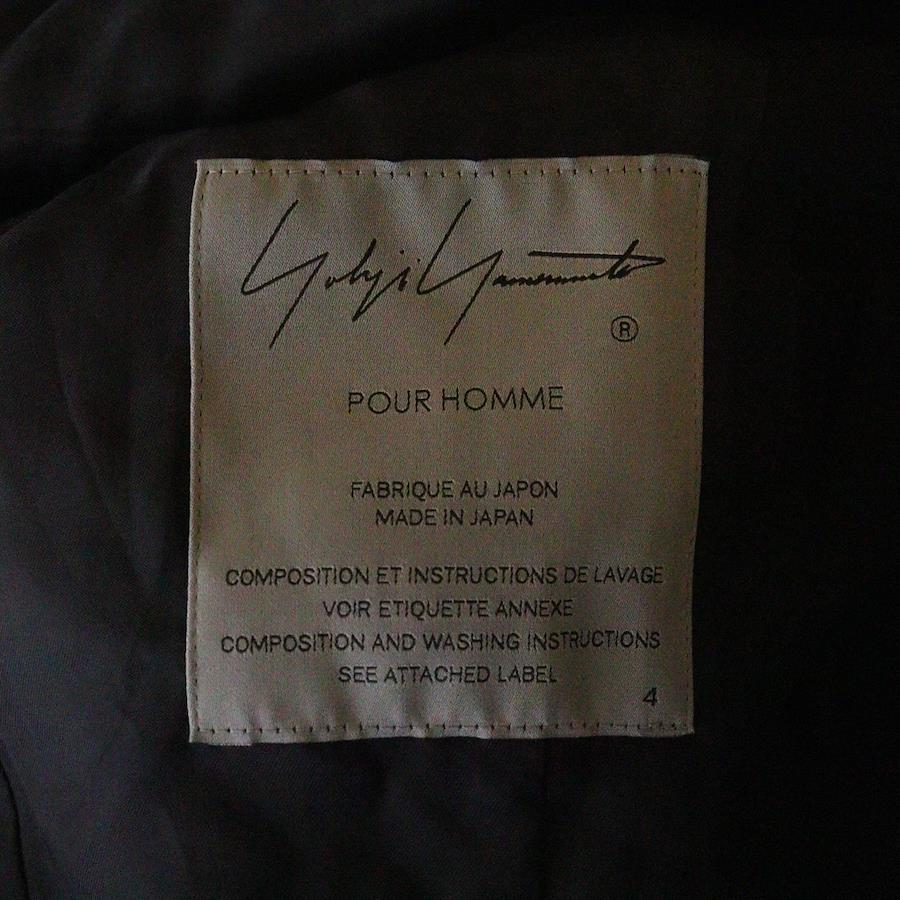 Yohji Yamamoto
®
POUR HOMME
FABRIQUE AU JAPON
MADE IN JAPAN
COMPOSITION ET INSTRUCTIONS DE LAVAGE
VOIR ETIQUETTE ANNEXE
COMPOSITION AND WASHING INSTRUCTIONS
SEE ATTACHED LABEL
4